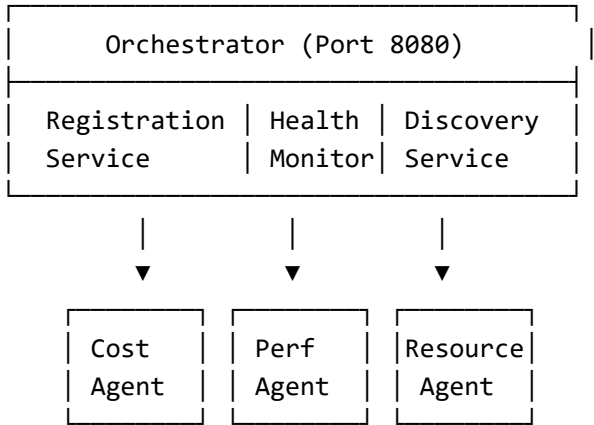 Orchestrator (Port 8080)
Registration | Health | Discovery
Service | Monitor| Service
Cost Perf Resource
Agent Agent Agent